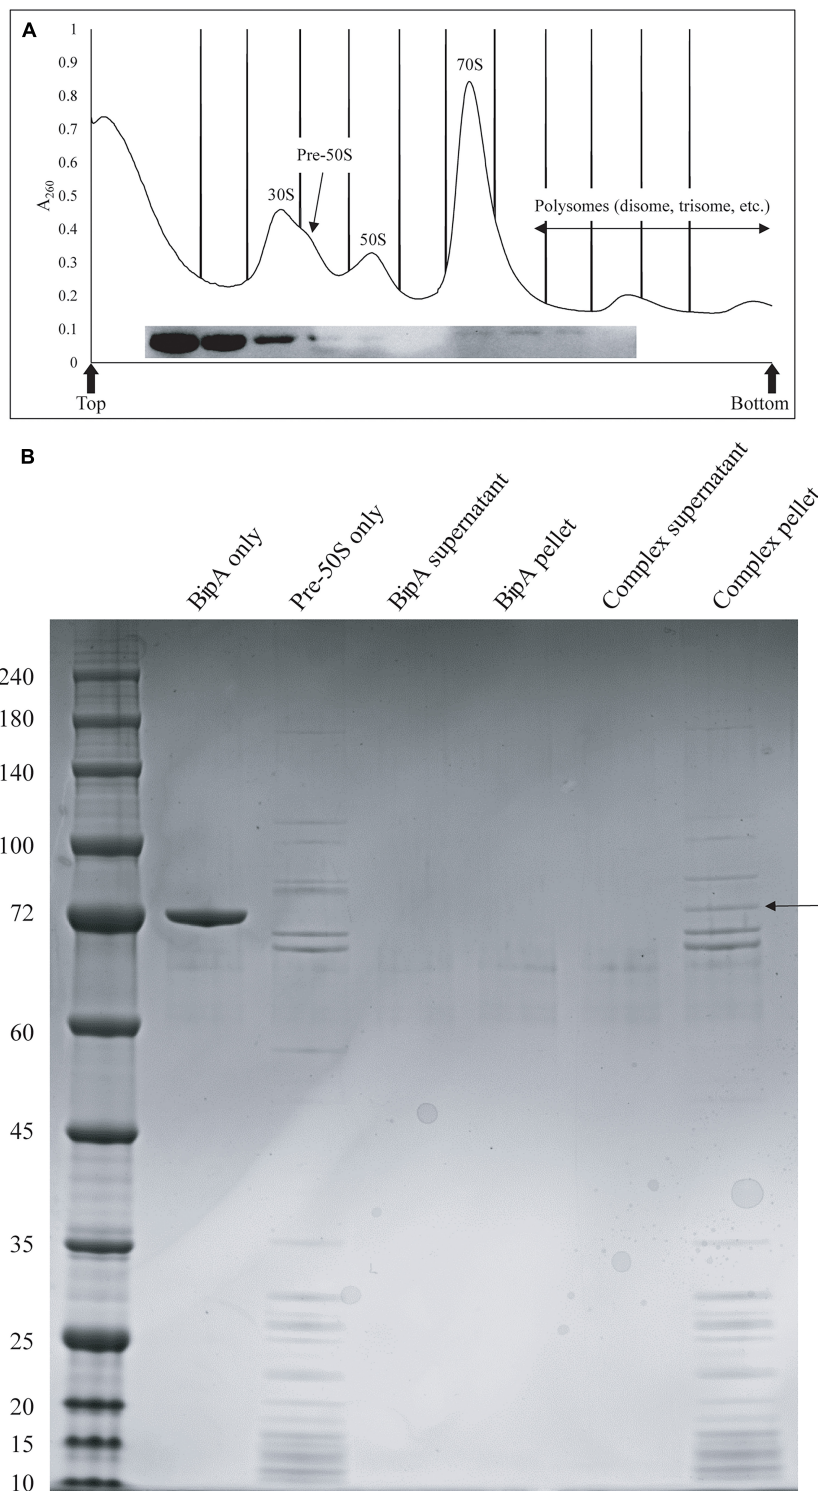 A
1
0.9
0.8
0.7
0.6
0.5
0.4
0.3
0.2
0.1
0
A260
30S
Pre-50S
50S
70S
Polysomes (disome, trisome, etc.)
Top
Bottom
B
BipA only
Pre-50S only
BipA supernatant
BipA pellet
Complex supernatant
Complex pellet
240
180
140
100
72
60
45
35
25
20
15
10